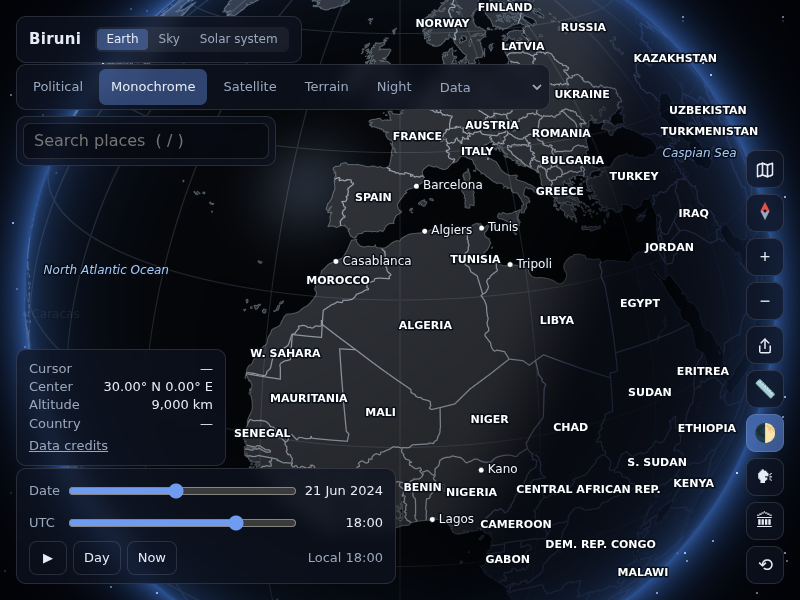 Biruni
Earth
Sky
Solar system
Political
Monochrome
Satellite
Terrain
Night
Data
Search places ( / )
FINLAND
NORWAY
RUSSIA
LATVIA
KAZAKHSTAN
UKRAINE
UZBEKISTAN
AUSTRIA
FRANCE
ROMANIA
TURKMENISTAN
ITALY
BULGARIA
Caspian Sea
TURKEY
Barcelona
SPAIN
GREECE
IRAQ
Algiers
Tunis
JORDAN
Casablanca
TUNISIA
Tripoli
North Atlantic Ocean
MOROCCO
EGYPT
Caracas
LIBYA
ALGERIA
W. SAHARA
ERITREA
MAURITANIA
SUDAN
MALI
NIGER
CHAD
ETHIOPIA
SENEGAL
S. SUDAN
Kano
KENYA
BENIN
NIGERIA
CENTRAL AFRICAN REP.
Lagos
CAMEROON
DEM. REP. CONGO
GABON
MALAWI
Cursor —
Center 30.00° N 0.00° E
Altitude 9,000 km
Country —
Data credits
Date 21 Jun 2024
UTC 18:00
Day
Now
Local 18:00